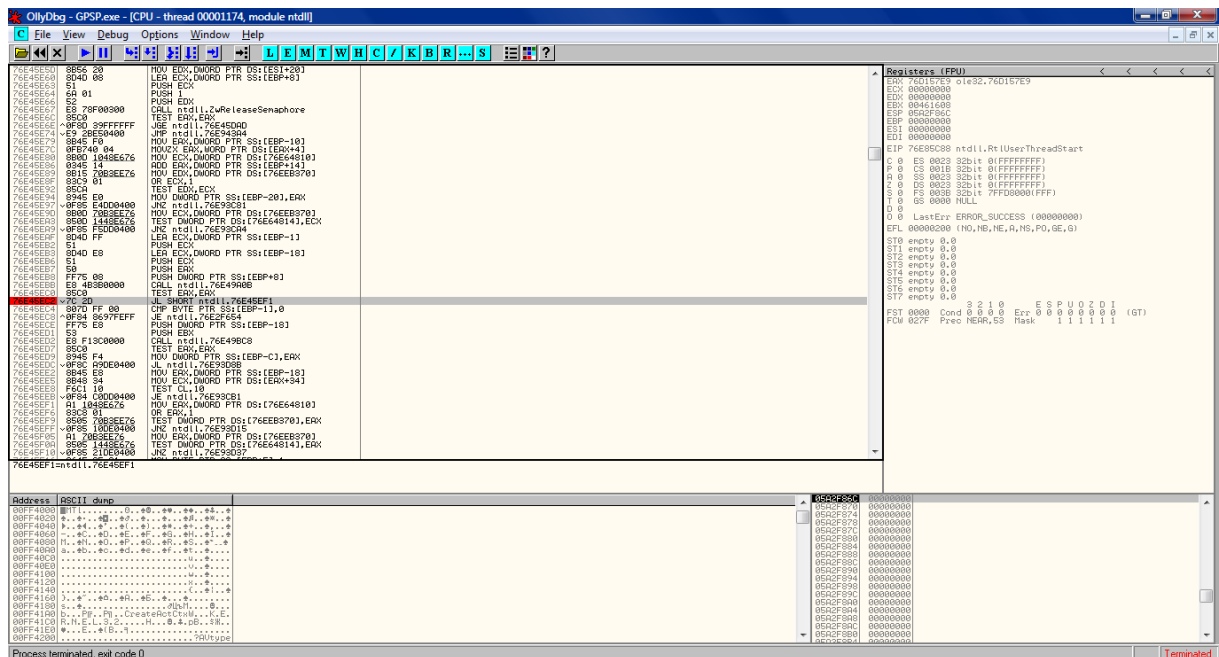 OllyDbg - GPSP.exe - [CPU - thread 00001174, module ntdll]
C File View Debug Options Window Help
L E M T W H C / K B R ... S ?
76E45E5D 8B56 20 MOV EDX,DWORD PTR DS:[ESI+20]
76E45E60 8D4D 08 LEA ECX,DWORD PTR SS:[EBP+8]
76E45E63 51 PUSH ECX
76E45E64 6A 01 PUSH 1
76E45E66 52 PUSH EDX
76E45E67 E8 78F00300 CALL ntdll.ZwReleaseSemaphore
76E45E6C 85C0 TEST EAX,EAX
76E45E6E ^0F8D 39FFFFFF JGE ntdll.76E45DAD
76E45E74 E9 2BE50400 JMP ntdll.76E943A4
76E45E79 8B45 F0 MOV EAX,DWORD PTR SS:[EBP-10]
76E45E7C 0FB740 04 MOVZX EAX,WORD PTR DS:[EAX+4]
76E45E80 8B0D 1048E676 MOV ECX,DWORD PTR DS:[76E64810]
76E45E86 0345 14 ADD EAX,DWORD PTR SS:[EBP+14]
76E45E89 8B15 70B3EE76 MOV EDX,DWORD PTR DS:[76EEB370]
76E45E8F 83C9 01 OR ECX,1
76E45E92 85CA TEST EDX,ECX
76E45E94 8945 E0 MOV DWORD PTR SS:[EBP-20],EAX
76E45E97 0F85 E4DD0400 JNZ ntdll.76E93C81
76E45E9D 8B0D 70B3EE76 MOV ECX,DWORD PTR DS:[76EEB370]
76E45EA3 850D 1448E676 TEST DWORD PTR DS:[76E64814],ECX
76E45EA9 0F85 F5DD0400 JNZ ntdll.76E93CA4
76E45EAF 8D4D FF LEA ECX,DWORD PTR SS:[EBP-1]
76E45EB2 51 PUSH ECX
76E45EB3 8D4D E8 LEA ECX,DWORD PTR SS:[EBP-18]
76E45EB6 51 PUSH ECX
76E45EB7 50 PUSH EAX
76E45EB8 FF75 08 PUSH DWORD PTR SS:[EBP+8]
76E45EBB E8 4B3B0000 CALL ntdll.76E49A0B
76E45EC0 85C0 TEST EAX,EAX
76E45EC2 7C 2D JL SHORT ntdll.76E45EF1
76E45EC4 807D FF 00 CMP BYTE PTR SS:[EBP-1],0
76E45EC8 ^0F84 8697FEFF JE ntdll.76E2F654
76E45ECE FF75 E8 PUSH DWORD PTR SS:[EBP-18]
76E45ED1 53 PUSH EBX
76E45ED2 E8 F13C0000 CALL ntdll.76E49BC8
76E45ED7 85C0 TEST EAX,EAX
76E45ED9 8945 F4 MOV DWORD PTR SS:[EBP-C],EAX
76E45EDC 0F8C A9DE0400 JL ntdll.76E93D8B
76E45EE2 8B45 E8 MOV EAX,DWORD PTR SS:[EBP-18]
76E45EE5 8B48 34 MOV ECX,DWORD PTR DS:[EAX+34]
76E45EE8 F6C1 10 TEST CL,10
76E45EEB 0F84 C0DD0400 JE ntdll.76E93CB1
76E45EF1 A1 1048E676 MOV EAX,DWORD PTR DS:[76E64810]
76E45EF6 83C8 01 OR EAX,1
76E45EF9 8505 70B3EE76 TEST DWORD PTR DS:[76EEB370],EAX
76E45EFF 0F85 10DE0400 JNZ ntdll.76E93D15
76E45F05 A1 70B3EE76 MOV EAX,DWORD PTR DS:[76EEB370]
76E45F0A 8505 1448E676 TEST DWORD PTR DS:[76E64814],EAX
76E45F10 0F85 21DE0400 JNZ ntdll.76E93D37
76E45EF1=ntdll.76E45EF1
Registers (FPU) < < < < <
EAX 760157E9 ole32.760157E9
ECX 00000000
EDX 00000000
EBX 00461608
ESP 05A2F86C
EBP 00000000
ESI 00000000
EDI 00000000
EIP 76E85C88 ntdll.RtlUserThreadStart
C 0 ES 0023 32bit 0(FFFFFFFF)
P 0 CS 001B 32bit 0(FFFFFFFF)
A 0 SS 0023 32bit 0(FFFFFFFF)
Z 0 DS 0023 32bit 0(FFFFFFFF)
S 0 FS 003B 32bit 7FFD8000(FFF)
T 0 GS 0000 NULL
D 0
O 0 LastErr ERROR_SUCCESS (00000000)
EFL 00000200 (NO,NB,NE,A,NS,PO,GE,G)
ST0 empty 0.0
ST1 empty 0.0
ST2 empty 0.0
ST3 empty 0.0
ST4 empty 0.0
ST5 empty 0.0
ST6 empty 0.0
ST7 empty 0.0
3 2 1 0 E S P U O Z D I
FST 0000 Cond 0 0 0 0 Err 0 0 0 0 0 0 0 0 (GT)
FCW 027F Prec NEAR,53 Mask 1 1 1 1 1 1
Address ASCII dump
00FF4000
00FF4020
00FF4040
00FF4060
00FF4080
00FF40A0
00FF40C0
00FF40E0
00FF4100
00FF4120
00FF4140
00FF4160
00FF4180
00FF41A0 CreateActCtxW...K.E.
00FF41C0 R.N.E.L.3.2.
00FF41E0
00FF4200 ?AVtype
05A2F86C 00000000
05A2F870 00000000
05A2F874 00000000
05A2F878 00000000
05A2F87C 00000000
05A2F880 00000000
05A2F884 00000000
05A2F888 00000000
05A2F88C 00000000
05A2F890 00000000
05A2F894 00000000
05A2F898 00000000
05A2F89C 00000000
05A2F8A0 00000000
05A2F8A4 00000000
05A2F8A8 00000000
05A2F8AC 00000000
05A2F8B0 00000000
Process terminated, exit code 0
Terminated